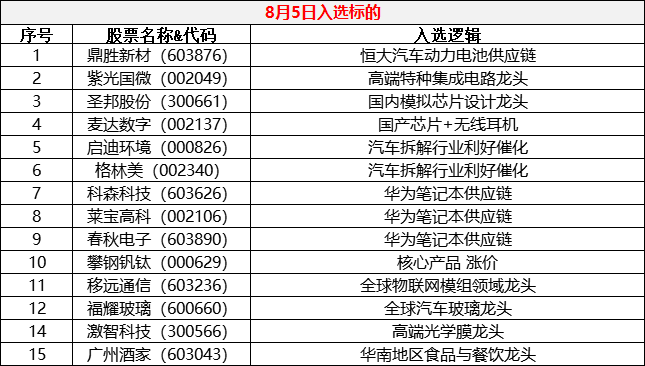 8月5日入选标的
序号 股票名称&代码 入选逻辑
1 鼎胜新材（603876） 恒大汽车动力电池供应链
2 紫光国微（002049） 高端特种集成电路龙头
3 圣邦股份（300661） 国内模拟芯片设计龙头
4 麦达数字（002137） 国产芯片+无线耳机
5 启迪环境（000826） 汽车拆解行业利好催化
6 格林美（002340） 汽车拆解行业利好催化
7 科森科技（603626） 华为笔记本供应链
8 莱宝高科（002106） 华为笔记本供应链
9 春秋电子（603890） 华为笔记本供应链
10 攀钢钒钛（000629） 核心产品 涨价
11 移远通信（603236） 全球物联网模组领域龙头
12 福耀玻璃（600660） 全球汽车玻璃龙头
14 激智科技（300566） 高端光学膜龙头
15 广州酒家（603043） 华南地区食品与餐饮龙头